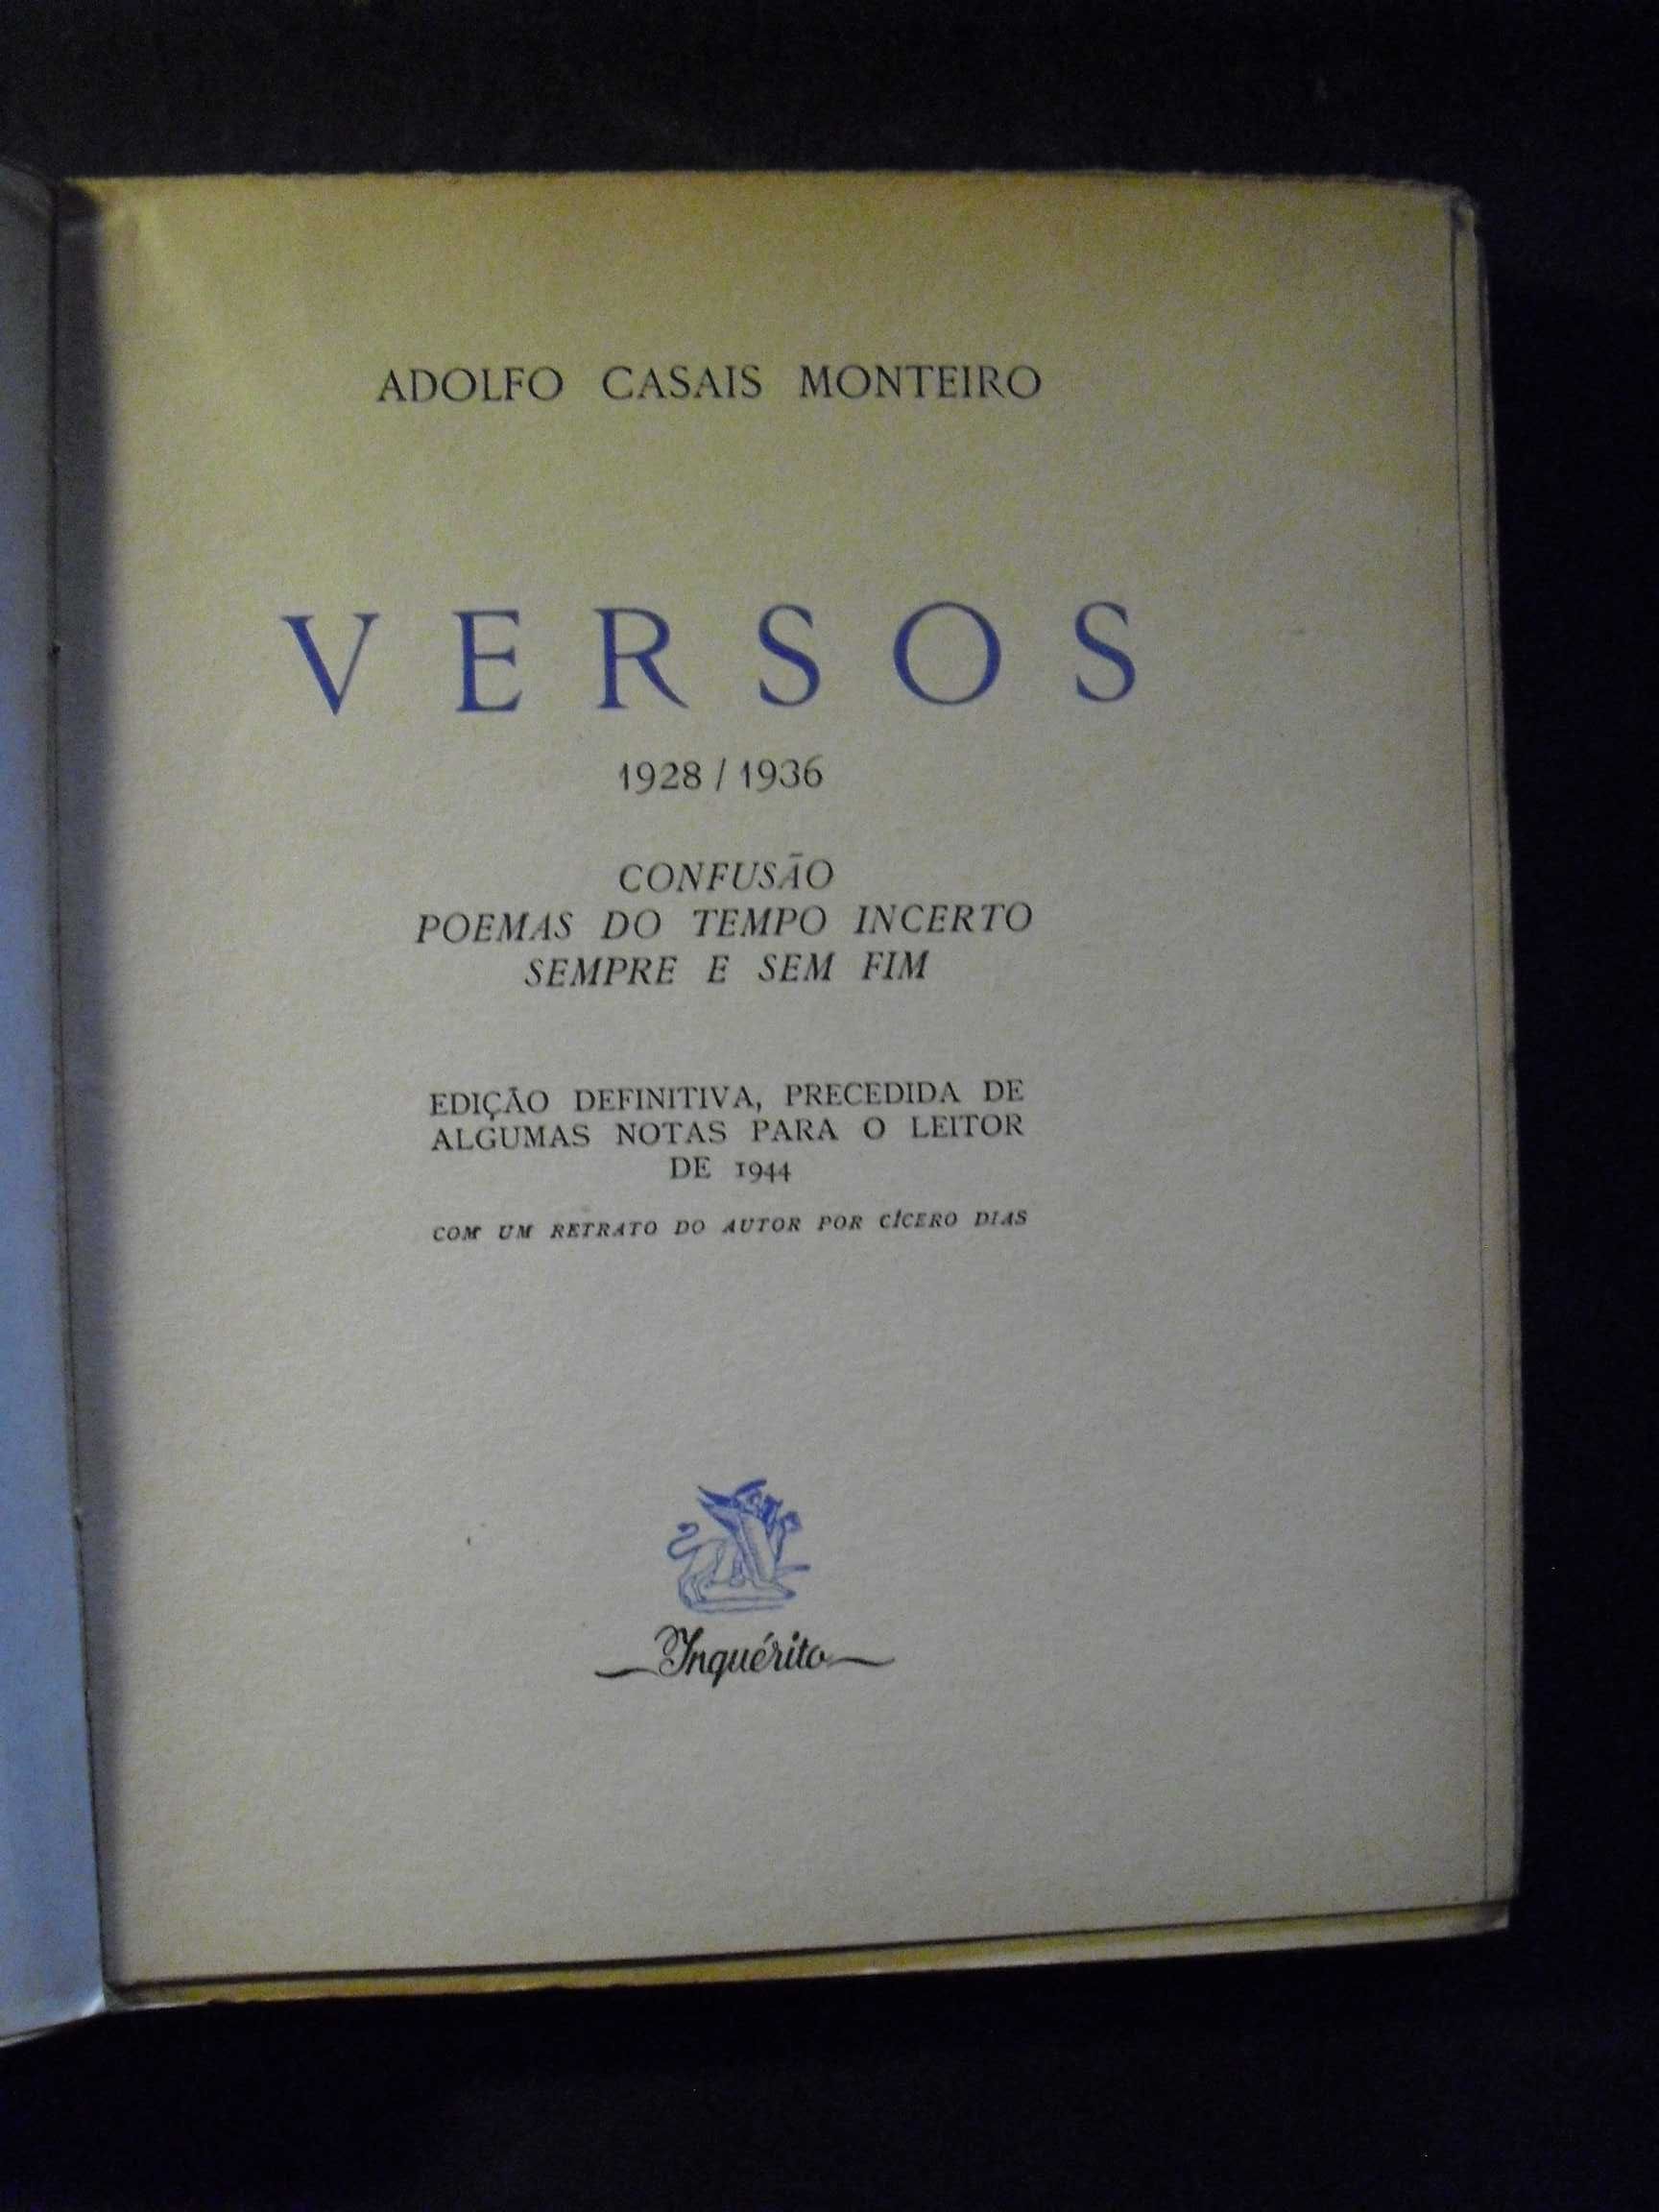 ADOLFO CASAIS MONTEIRO
VERSOS
1928 / 1936
CONFUSÃO
POEMAS DO TEMPO INCERTO
SEMPRE E SEM FIM
EDIÇÃO DEFINITIVA, PRECEDIDA DE
ALGUMAS NOTAS PARA O LEITOR
DE 1944
COM UM RETRATO DO AUTOR POR CÍCERO DIAS
Inquérito